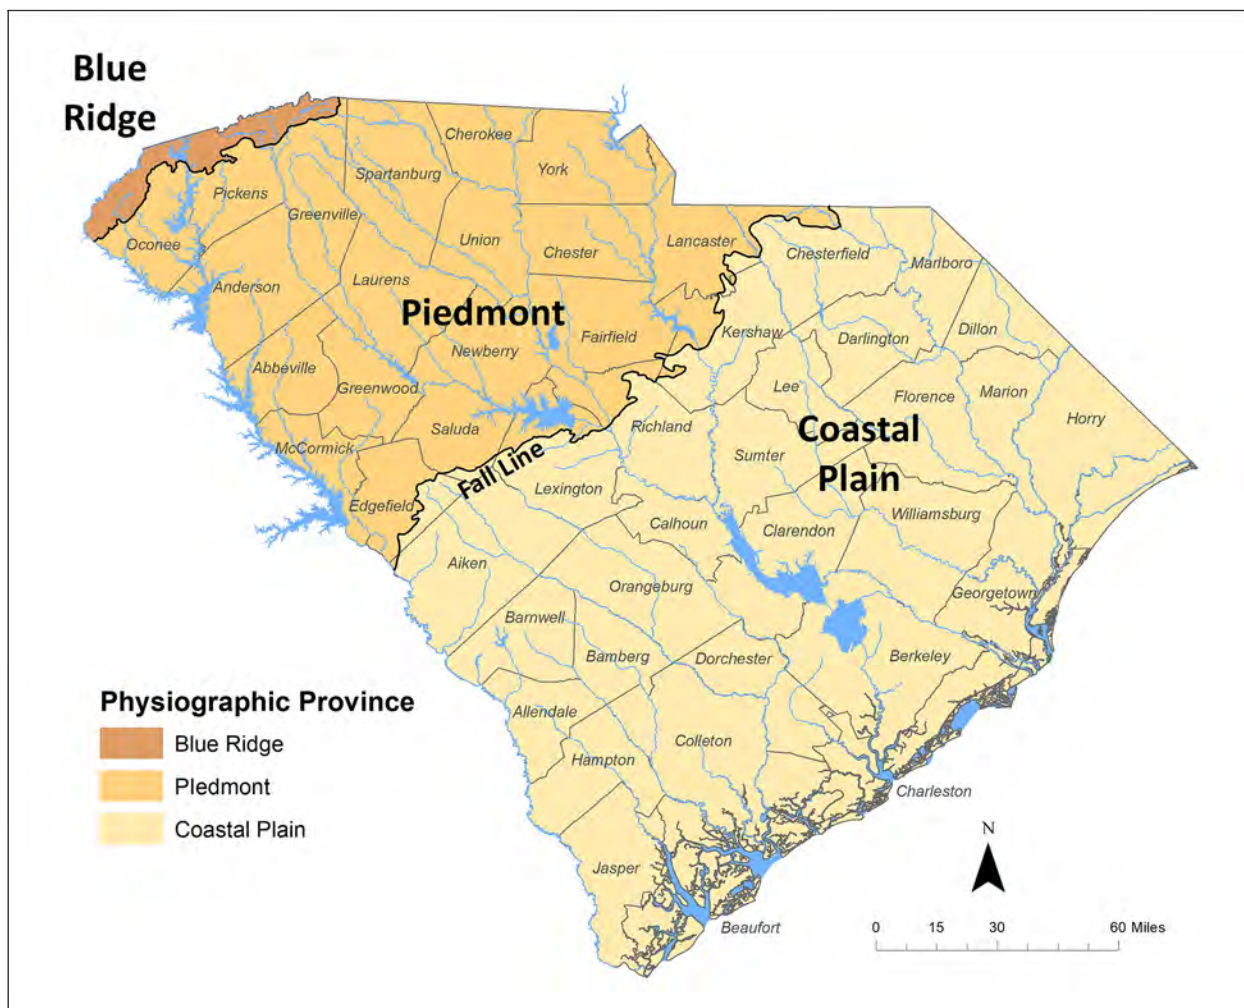 Blue
Ridge
Cherokee
York
Spartanburg
Pickens
Greenville
Oconee
Union
Chester
Lancaster
Chesterfield
Marlboro
Anderson
Laurens
Piedmont
Fairfield
Kershaw
Darlington
Dillon
Newberry
Abbeville
Greenwood
Lee
Florence
Marion
Horry
Saluda
Richland
Coastal
Plain
McCormick
Fall Line
Sumter
Lexington
Edgefield
Calhoun
Clarendon
Williamsburg
Aiken
Orangeburg
Georgetown
Barnwell
Bamberg
Dorchester
Berkeley
Allendale
Colleton
Hampton
Charleston
Jasper
Beaufort
Physiographic Province
Blue Ridge
PIedmont
Coastal Plain
N
0 15 30 60 Miles